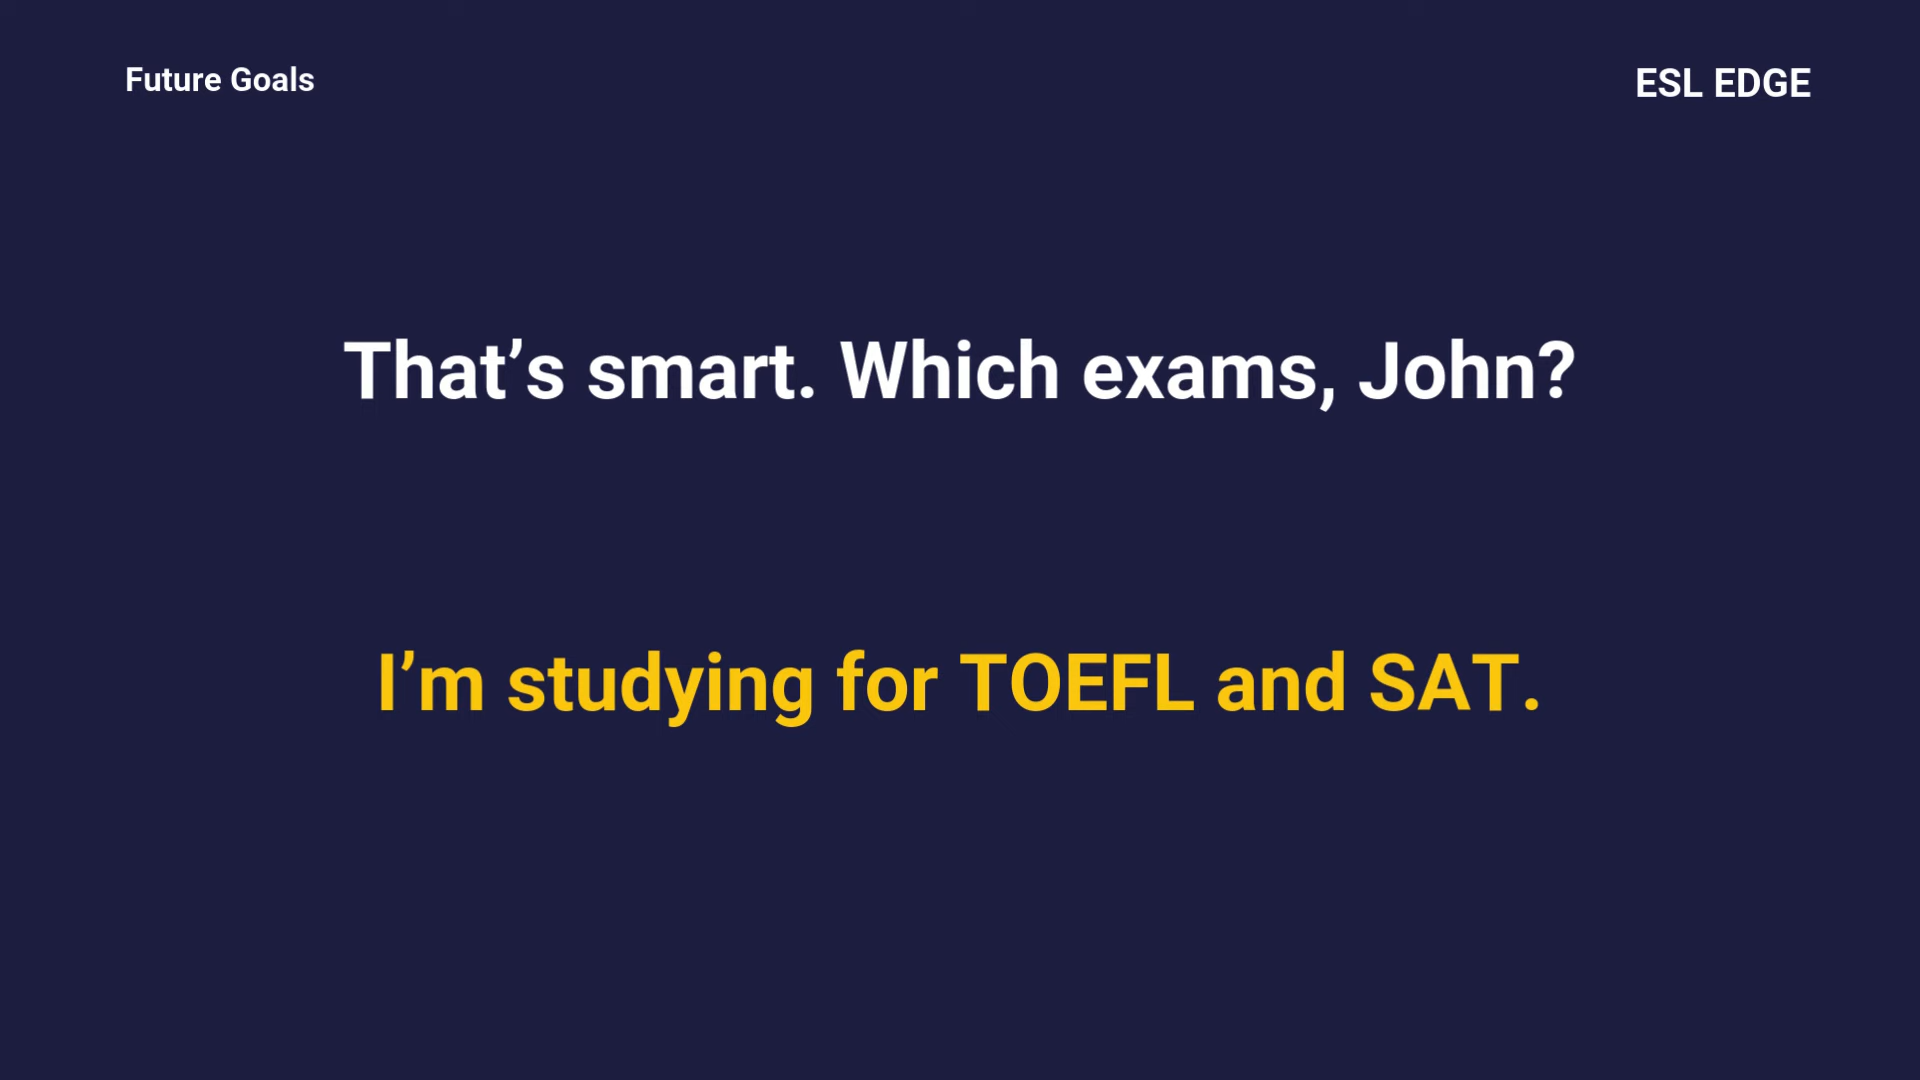 Future Goals
ESL EDGE
That’s smart. Which exams, John?
I’m studying for TOEFL and SAT.